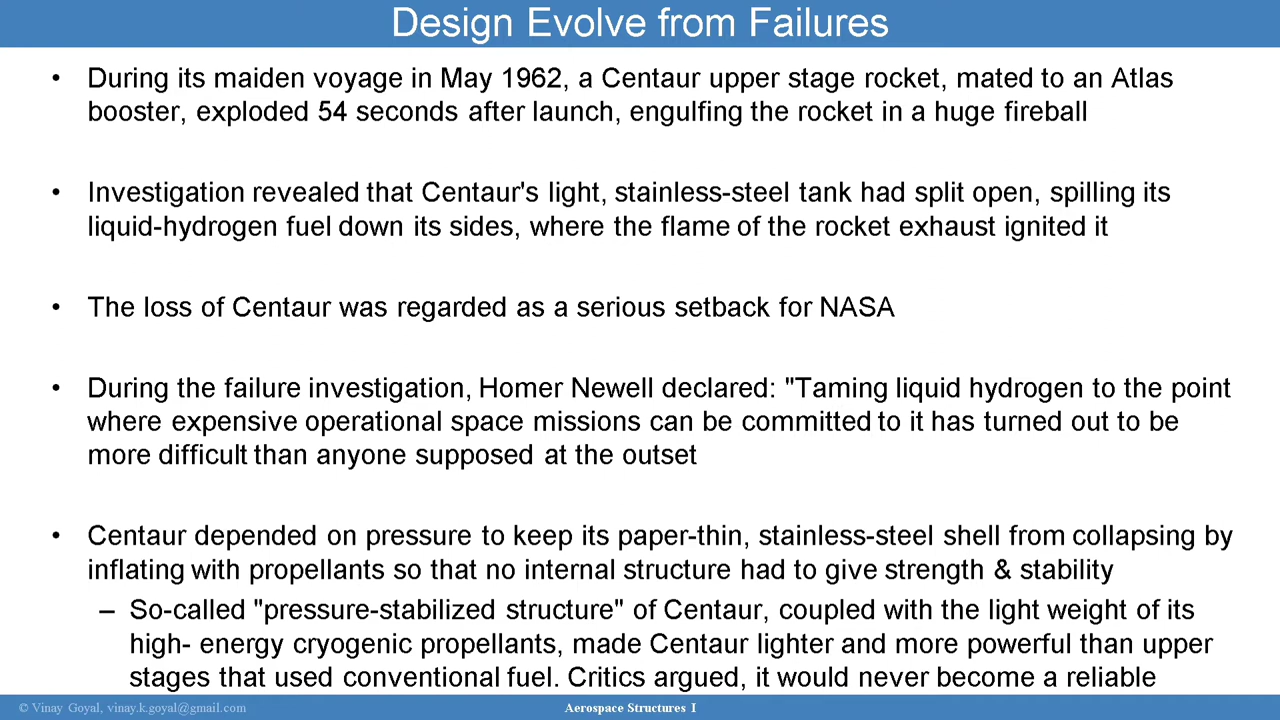 Design Evolve from Failures
• During its maiden voyage in May 1962, a Centaur upper stage rocket, mated to an Atlas
booster, exploded 54 seconds after launch, engulfing the rocket in a huge fireball
• Investigation revealed that Centaur's light, stainless-steel tank had split open, spilling its
liquid-hydrogen fuel down its sides, where the flame of the rocket exhaust ignited it
• The loss of Centaur was regarded as a serious setback for NASA
• During the failure investigation, Homer Newell declared: "Taming liquid hydrogen to the point
where expensive operational space missions can be committed to it has turned out to be
more difficult than anyone supposed at the outset
• Centaur depended on pressure to keep its paper-thin, stainless-steel shell from collapsing by
inflating with propellants so that no internal structure had to give strength & stability
– So-called "pressure-stabilized structure" of Centaur, coupled with the light weight of its
high- energy cryogenic propellants, made Centaur lighter and more powerful than upper
stages that used conventional fuel. Critics argued, it would never become a reliable
© Vinay Goyal, vinay.k.goyal@gmail.com
Aerospace Structures I